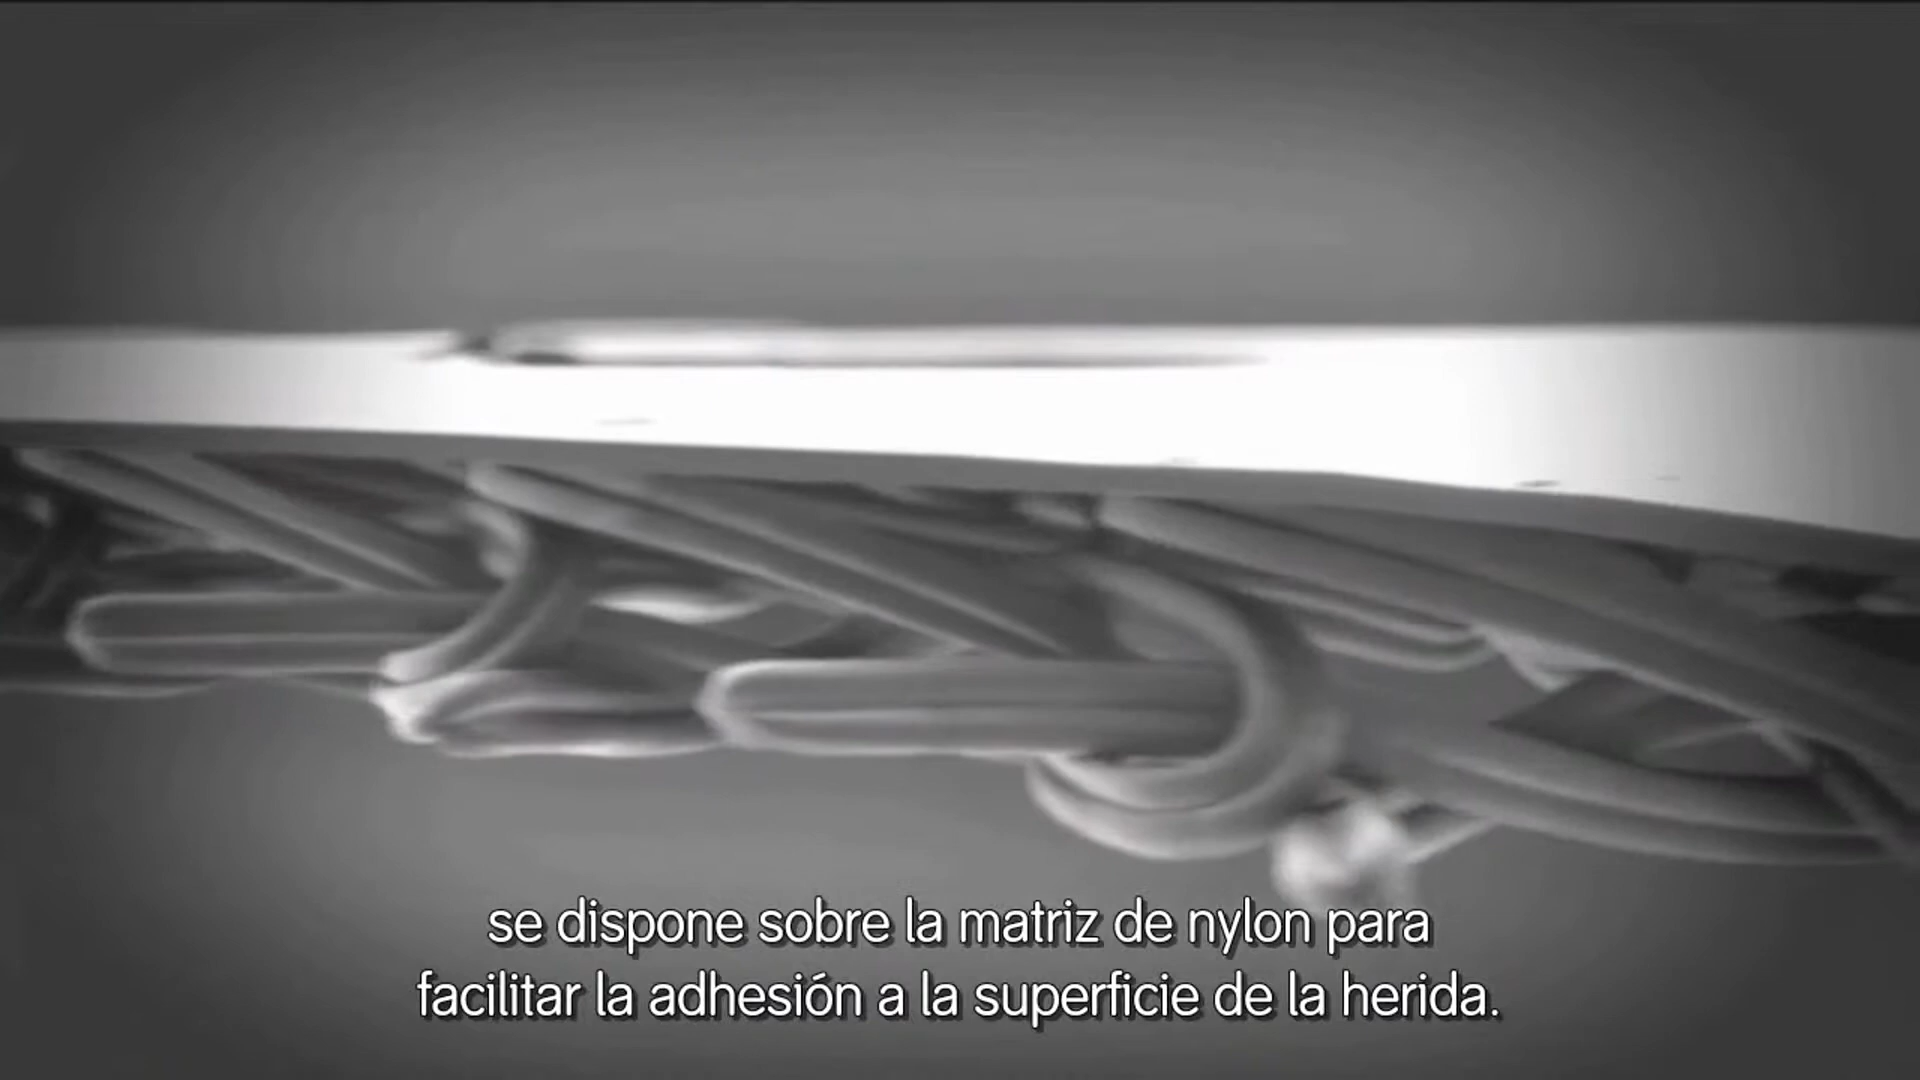 se dispone sobre la matriz de nylon para
facilitar la adhesión a la superficie de la herida.